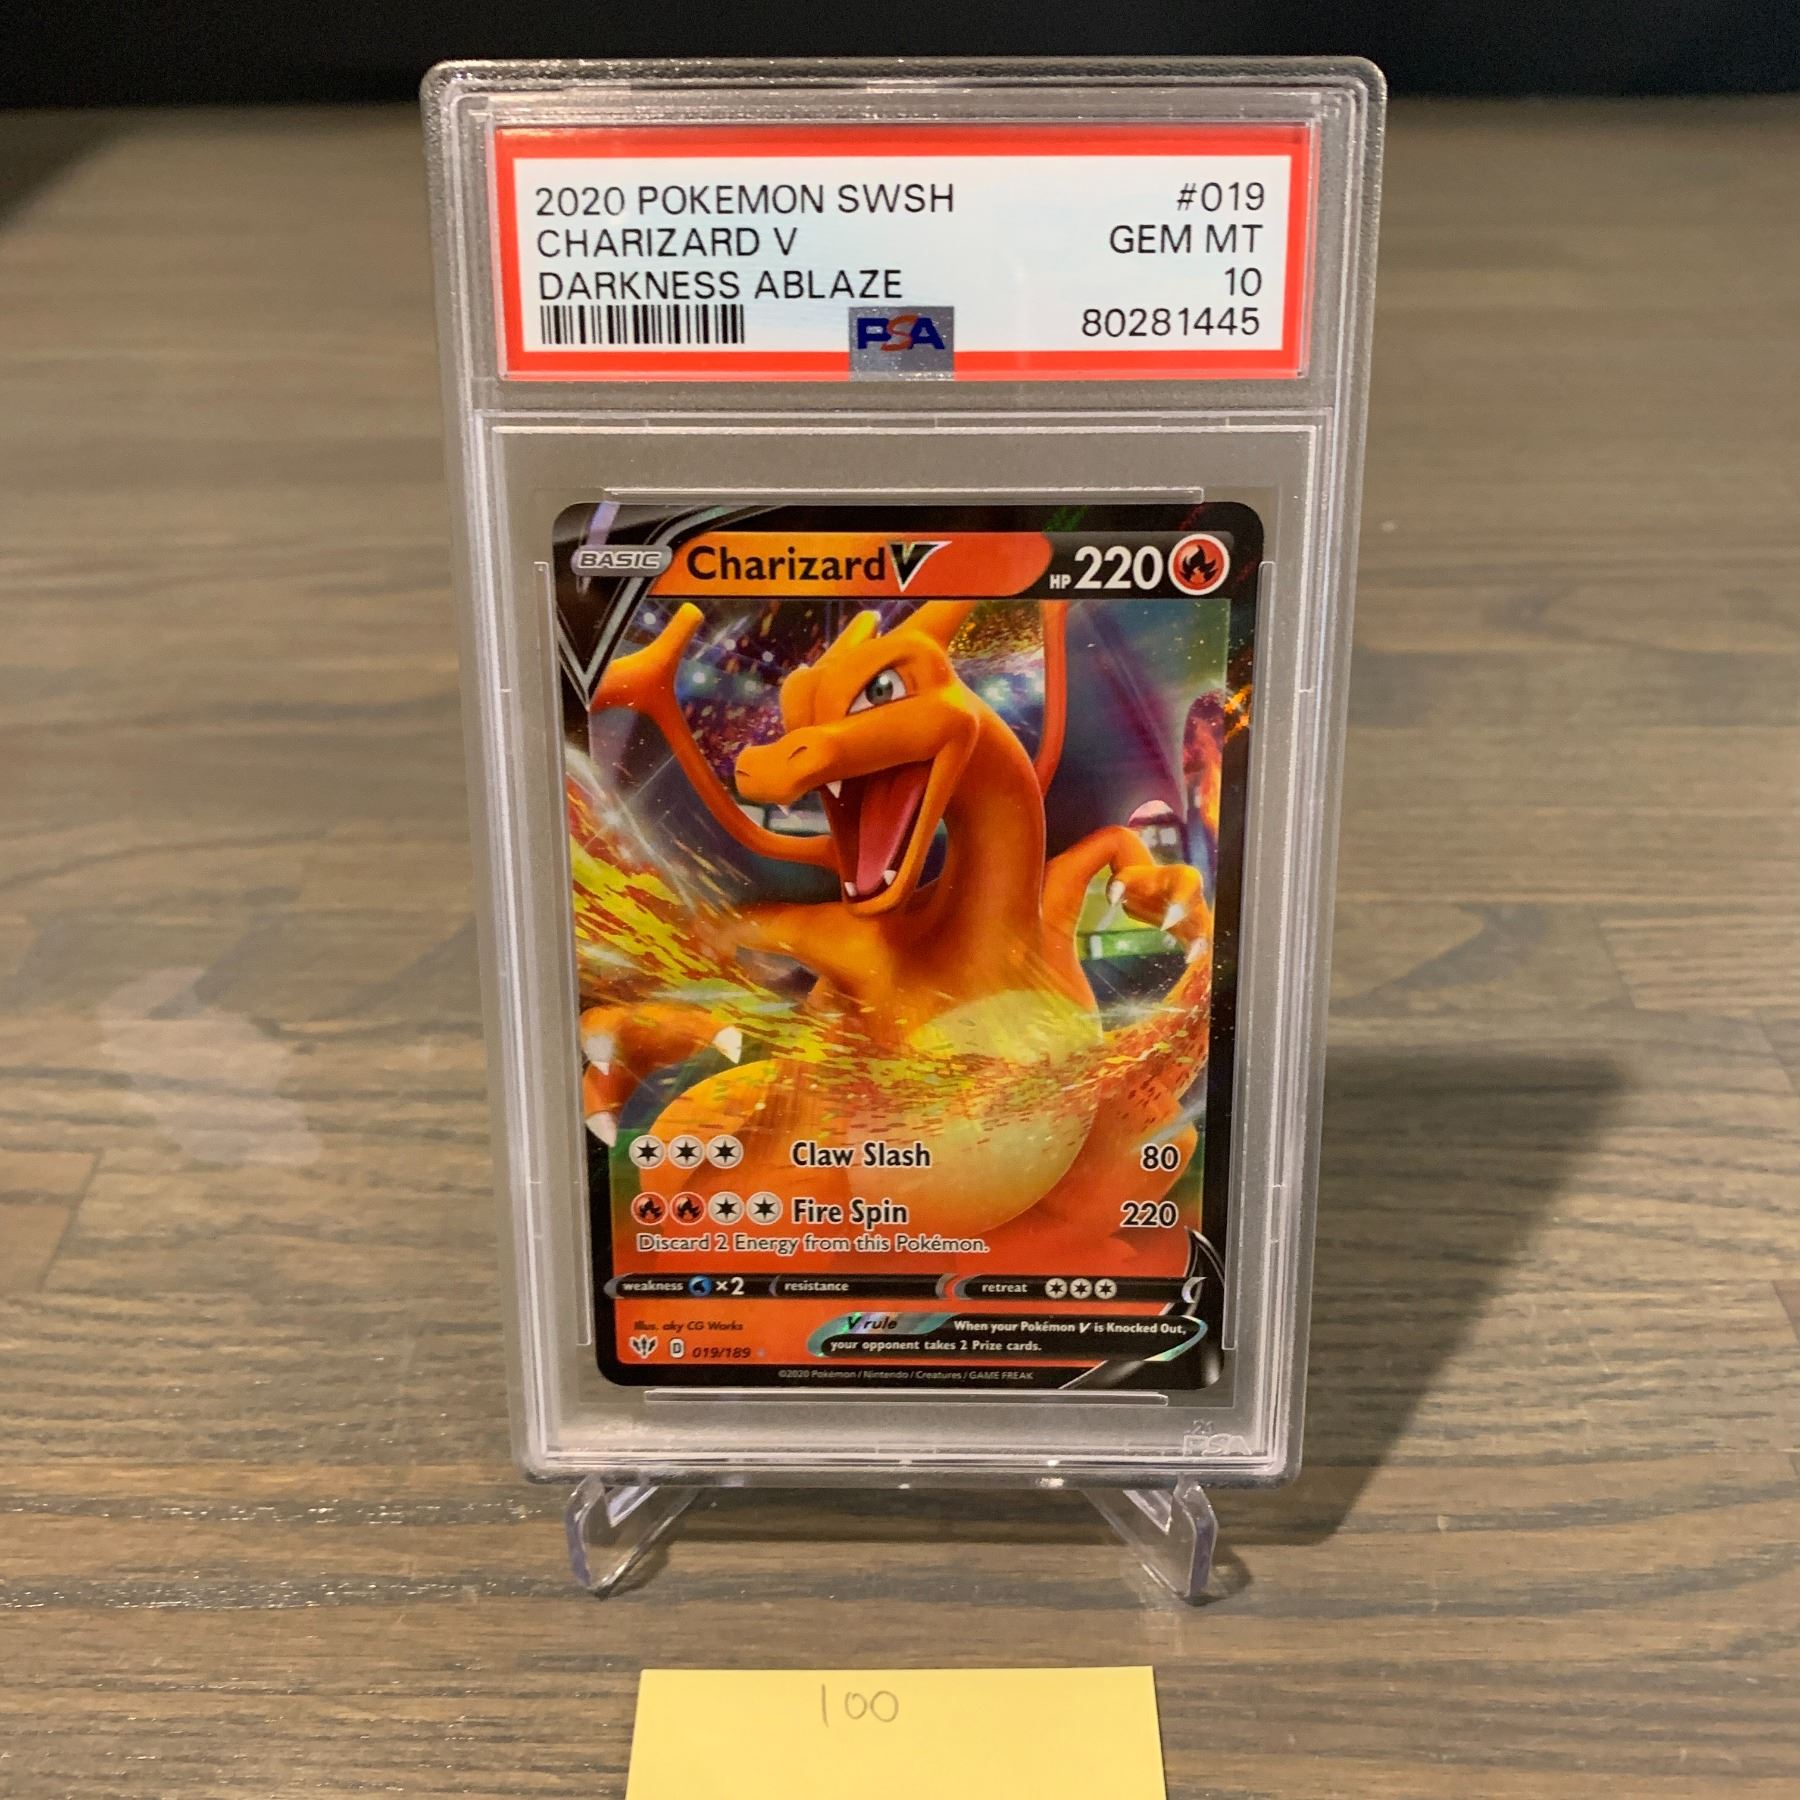 2020 POKEMON SWSH #019
CHARIZARD V GEM MT
DARKNESS ABLAZE 10
PSA 80281445
BASIC Charizard V HP 220
Claw Slash 80
Fire Spin 220
Discard 2 Energy from this Pokémon.
weakness ×2 resistance retreat
Illus. aky CG Works
V rule When your Pokémon V is Knocked Out,
your opponent takes 2 Prize cards.
D 019/189
©2020 Pokémon / Nintendo / Creatures / GAME FREAK
PSA
100